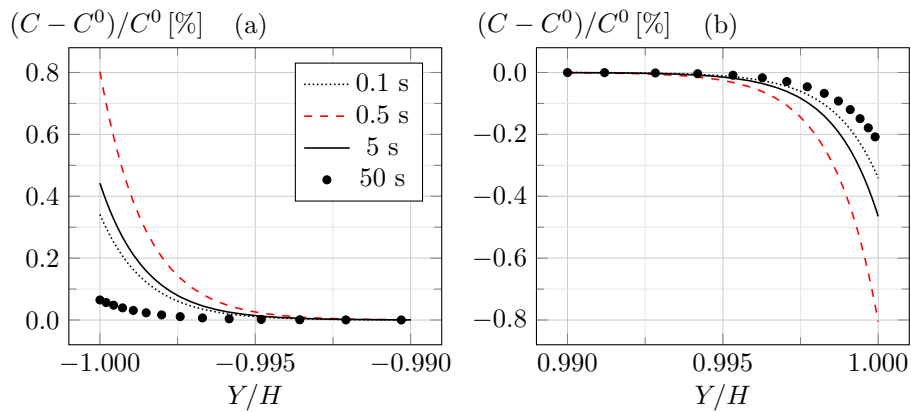 (C − C⁰)/C⁰ [%] (a)
0.8
0.6
0.4
0.2
0.0
−1.000 −0.995 −0.990
Y/H
0.1 s
0.5 s
5 s
50 s
(C − C⁰)/C⁰ [%] (b)
0.0
−0.2
−0.4
−0.6
−0.8
0.990 0.995 1.000
Y/H